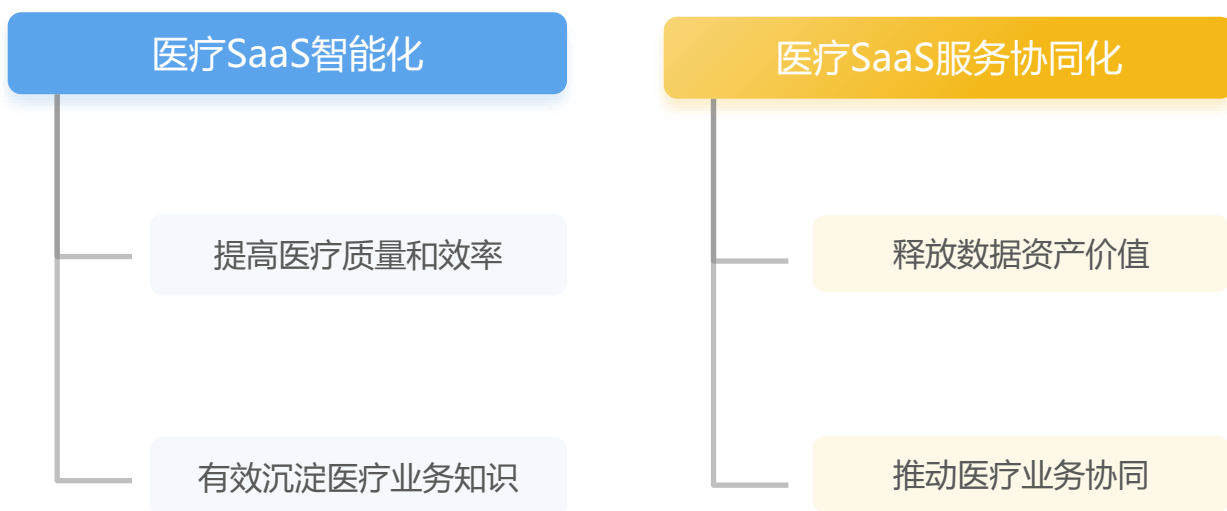 医疗SaaS智能化
提高医疗质量和效率
有效沉淀医疗业务知识
医疗SaaS服务协同化
释放数据资产价值
推动医疗业务协同